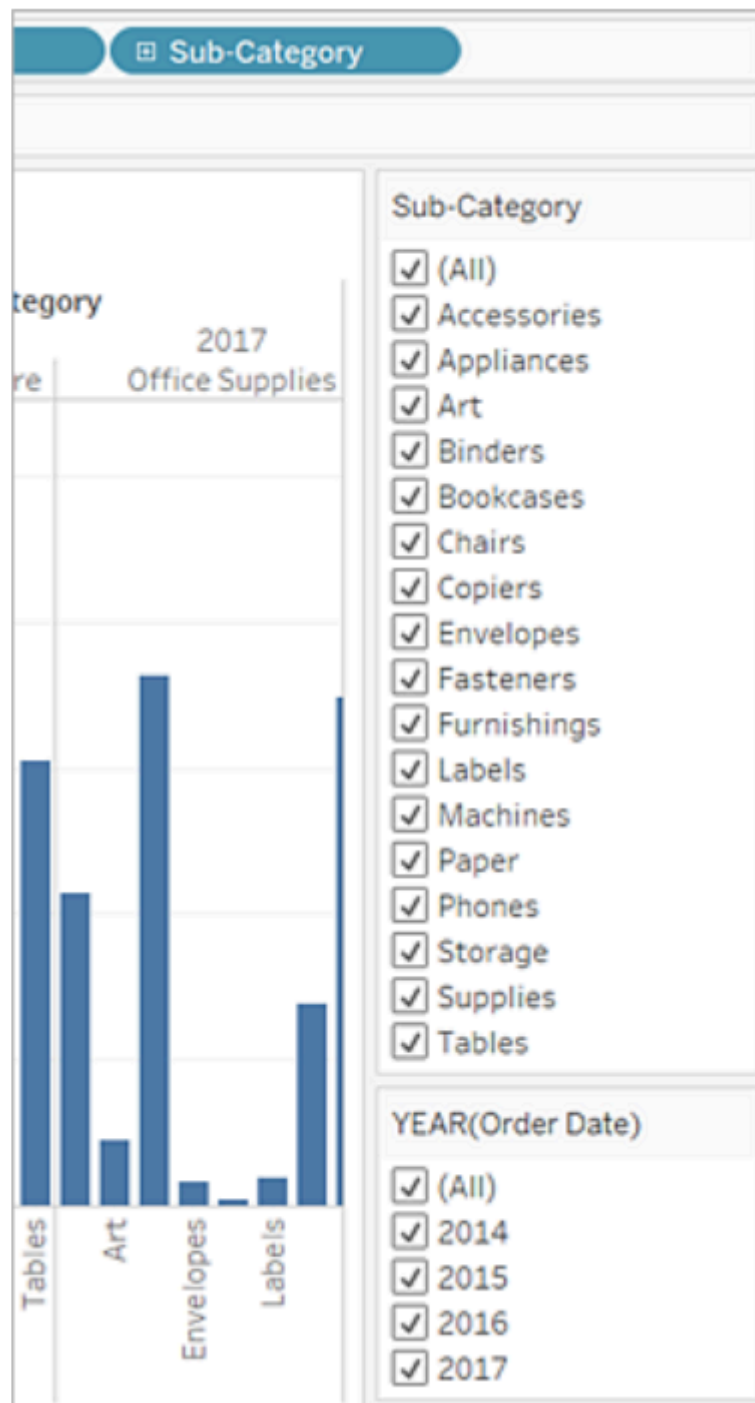 Sub-Category
tegory
2017
re
Office Supplies
Tables
Art
Envelopes
Labels
Sub-Category
(All)
Accessories
Appliances
Art
Binders
Bookcases
Chairs
Copiers
Envelopes
Fasteners
Furnishings
Labels
Machines
Paper
Phones
Storage
Supplies
Tables
YEAR(Order Date)
(All)
2014
2015
2016
2017